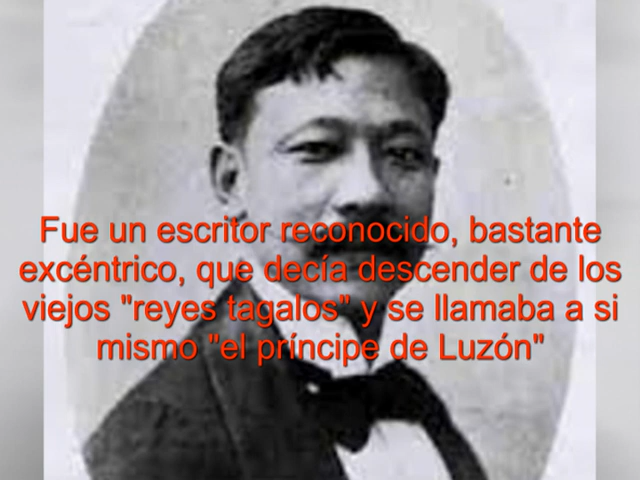 Fue un escritor reconocido, bastante
excéntrico, que decía descender de los
viejos "reyes tagalos" y se llamaba a si
mismo "el príncipe de Luzón"